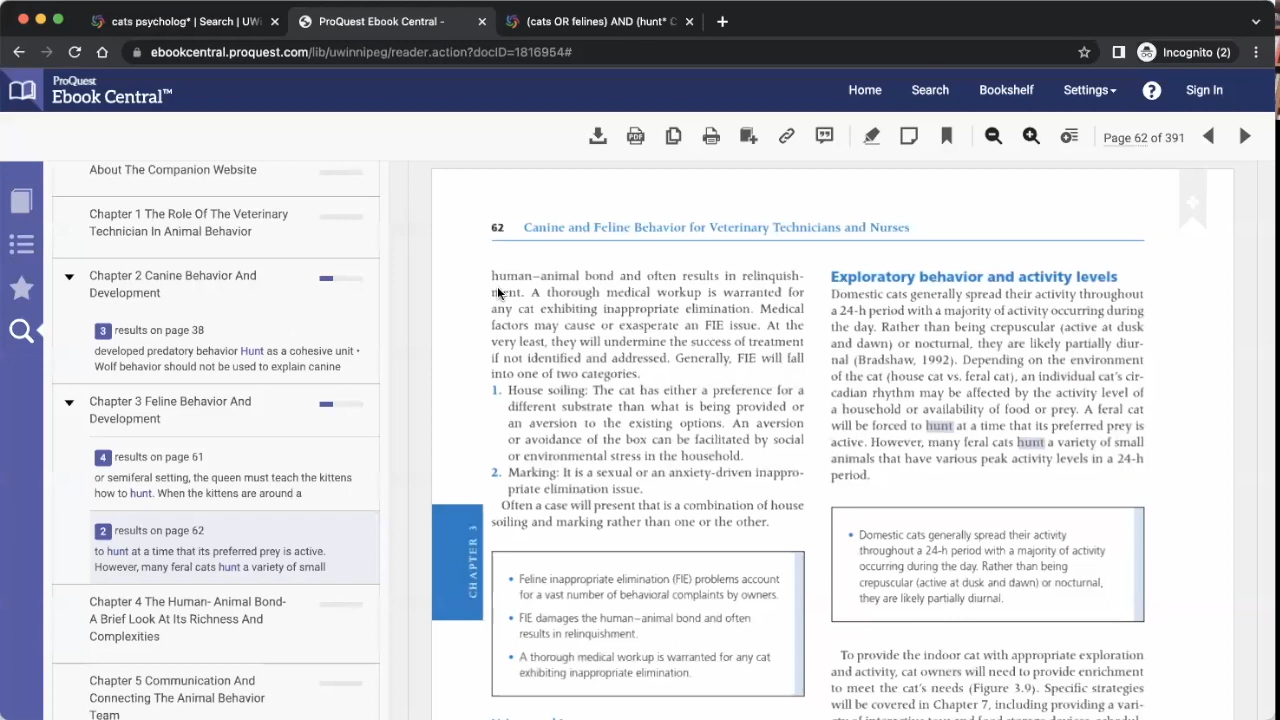 cats psycholog* | Search | UWi
ProQuest Ebook Central -
(cats OR felines) AND (hunt* C
ebookcentral.proquest.com/lib/uwinnipeg/reader.action?docID=1816954#
Incognito (2)
ProQuest
Ebook Central™
Home
Search
Bookshelf
Settings
?
Sign In
PDF
Page 62 of 391
About The Companion Website
Chapter 1 The Role Of The Veterinary
Technician In Animal Behavior
Chapter 2 Canine Behavior And
Development
3 results on page 38
developed predatory behavior Hunt as a cohesive unit •
Wolf behavior should not be used to explain canine
Chapter 3 Feline Behavior And
Development
4 results on page 61
or semiferal setting, the queen must teach the kittens
how to hunt. When the kittens are around a
2 results on page 62
to hunt at a time that its preferred prey is active.
However, many feral cats hunt a variety of small
Chapter 4 The Human- Animal Bond-
A Brief Look At Its Richness And
Complexities
Chapter 5 Communication And
Connecting The Animal Behavior
Team
62 Canine and Feline Behavior for Veterinary Technicians and Nurses
human–animal bond and often results in relinquish-
ment. A thorough medical workup is warranted for
any cat exhibiting inappropriate elimination. Medical
factors may cause or exasperate an FIE issue. At the
very least, they will undermine the success of treatment
if not identified and addressed. Generally, FIE will fall
into one of two categories.
1. House soiling: The cat has either a preference for a
different substrate than what is being provided or
an aversion to the existing options. An aversion
or avoidance of the box can be facilitated by social
or environmental stress in the household.
2. Marking: It is a sexual or an anxiety-driven inappro-
priate elimination issue.
Often a case will present that is a combination of house
soiling and marking rather than one or the other.
CHAPTER 3
• Feline inappropriate elimination (FIE) problems account
for a vast number of behavioral complaints by owners.
• FIE damages the human–animal bond and often
results in relinquishment.
• A thorough medical workup is warranted for any cat
exhibiting inappropriate elimination.
Exploratory behavior and activity levels
Domestic cats generally spread their activity throughout
a 24-h period with a majority of activity occurring during
the day. Rather than being crepuscular (active at dusk
and dawn) or nocturnal, they are likely partially diur-
nal (Bradshaw, 1992). Depending on the environment
of the cat (house cat vs. feral cat), an individual cat's cir-
cadian rhythm may be affected by the activity level of
a household or availability of food or prey. A feral cat
will be forced to hunt at a time that its preferred prey is
active. However, many feral cats hunt a variety of small
animals that have various peak activity levels in a 24-h
period.
• Domestic cats generally spread their activity
throughout a 24-h period with a majority of activity
occurring during the day. Rather than being
crepuscular (active at dusk and dawn) or nocturnal,
they are likely partially diurnal.
To provide the indoor cat with appropriate exploration
and activity, cat owners will need to provide enrichment
to meet the cat's needs (Figure 3.9). Specific strategies
will be covered in Chapter 7, including providing a vari-